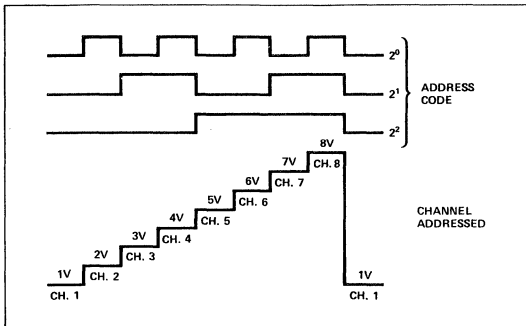 2⁰
2¹
ADDRESS
CODE
2²
8V
CH. 8
7V
CH. 7
6V
CH. 6
5V
CH. 5
4V
CH. 4
3V
CH. 3
2V
CH. 2
1V
CH. 1
CHANNEL
ADDRESSED
1V
CH. 1